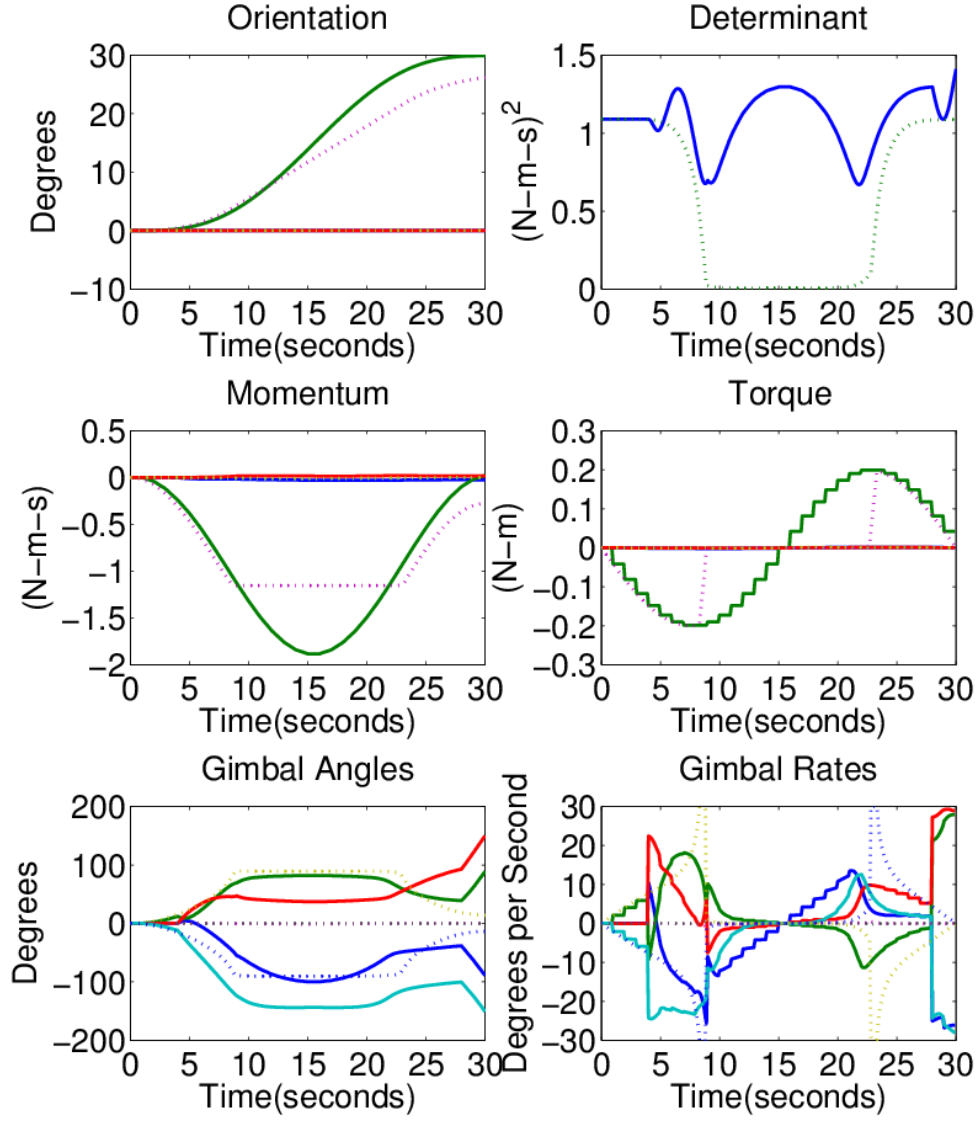 Orientation
Degrees
30
20
10
0
−10
0 5 10 15 20 25 30
Time(seconds)
Determinant
(N−m−s)²
1.5
1
0.5
0
0 5 10 15 20 25 30
Time(seconds)
Momentum
(N−m−s)
0.5
0
−0.5
−1
−1.5
−2
0 5 10 15 20 25 30
Time(seconds)
Torque
(N−m)
0.3
0.2
0.1
0
−0.1
−0.2
−0.3
0 5 10 15 20 25 30
Time(seconds)
Gimbal Angles
Degrees
200
100
0
−100
−200
0 5 10 15 20 25 30
Time(seconds)
Gimbal Rates
Degrees per Second
30
20
10
0
−10
−20
−30
0 5 10 15 20 25 30
Time(seconds)